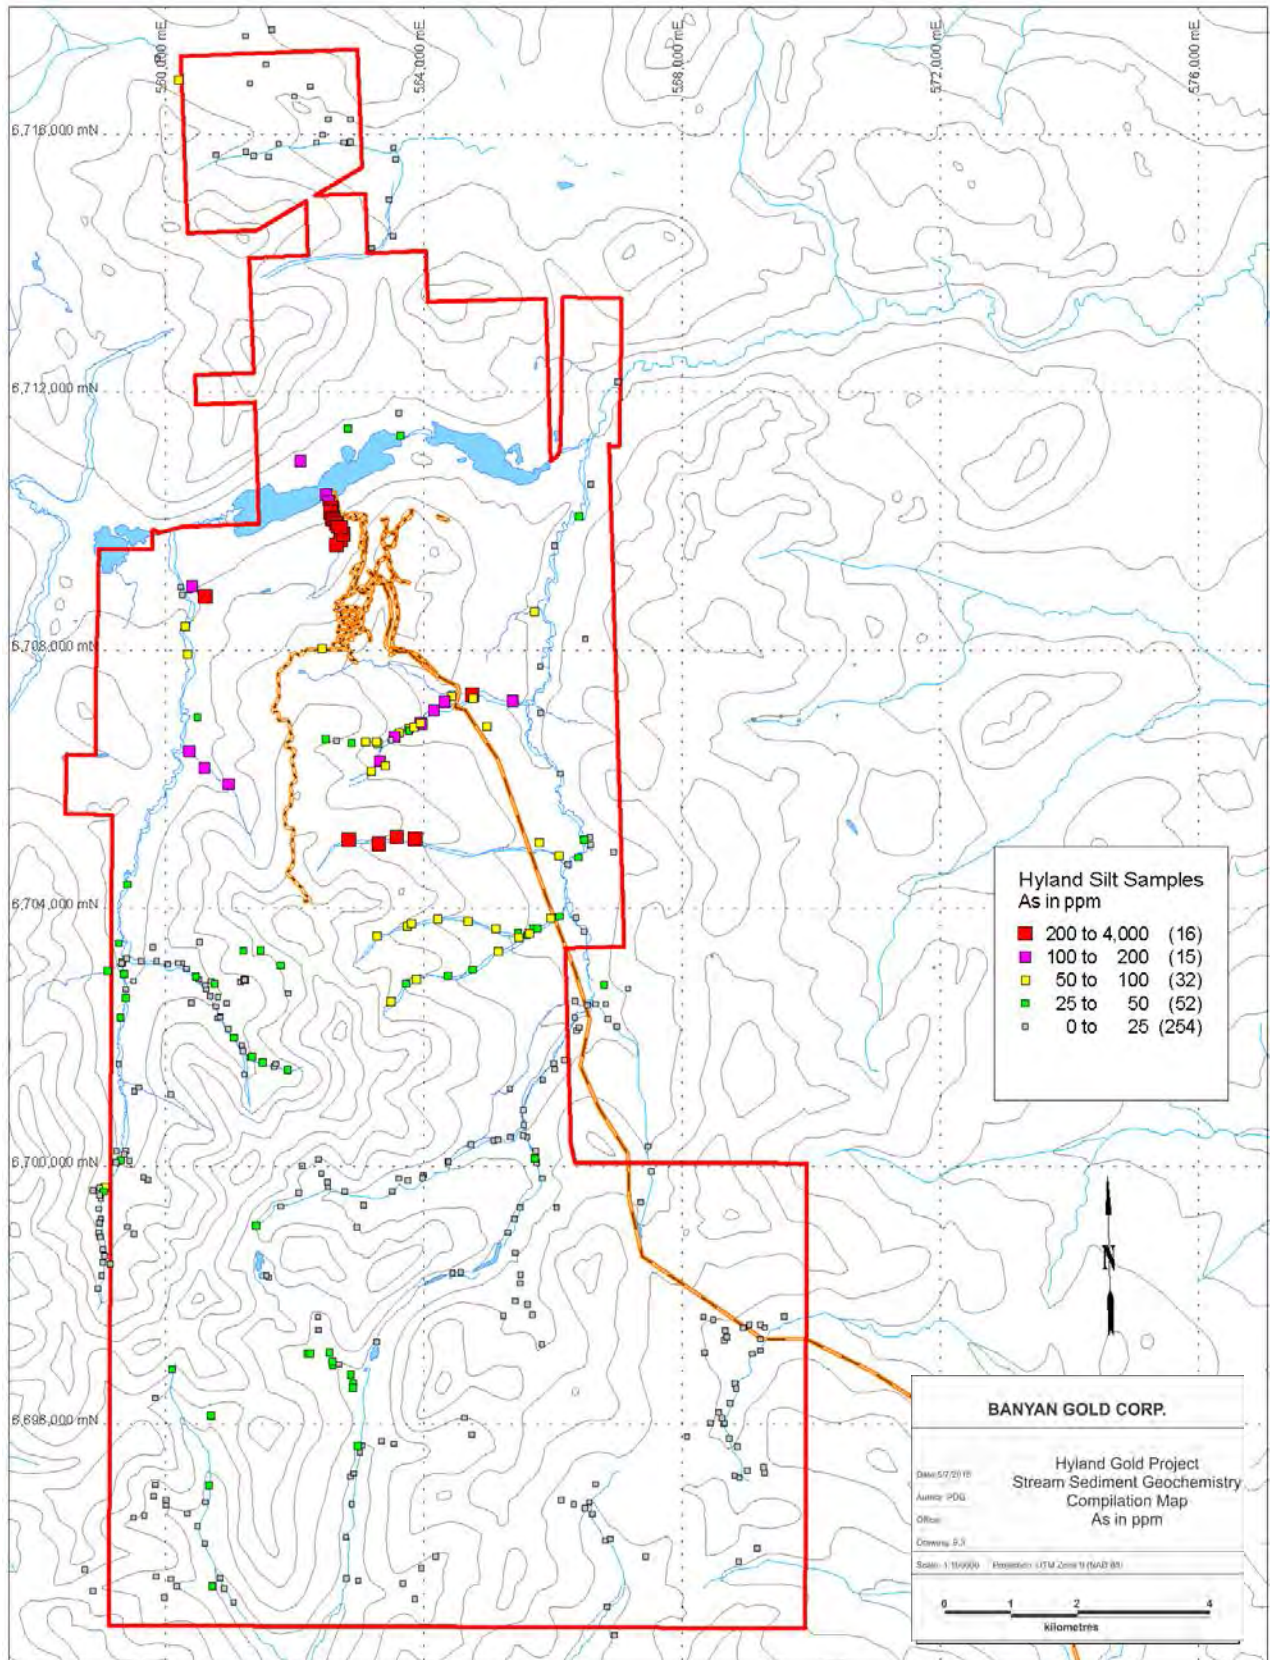 560,000 mE
564,000 mE
568,000 mE
572,000 mE
576,000 mE
6,716,000 mN
6,712,000 mN
6,708,000 mN
6,704,000 mN
6,700,000 mN
6,696,000 mN
Hyland Silt Samples
As in ppm
200 to 4,000 (16)
100 to 200 (15)
50 to 100 (32)
25 to 50 (52)
0 to 25 (254)
N
BANYAN GOLD CORP.
Hyland Gold Project
Stream Sediment Geochemistry
Compilation Map
As in ppm
Author: PDG
Office:
0 1 2 4
kilometres